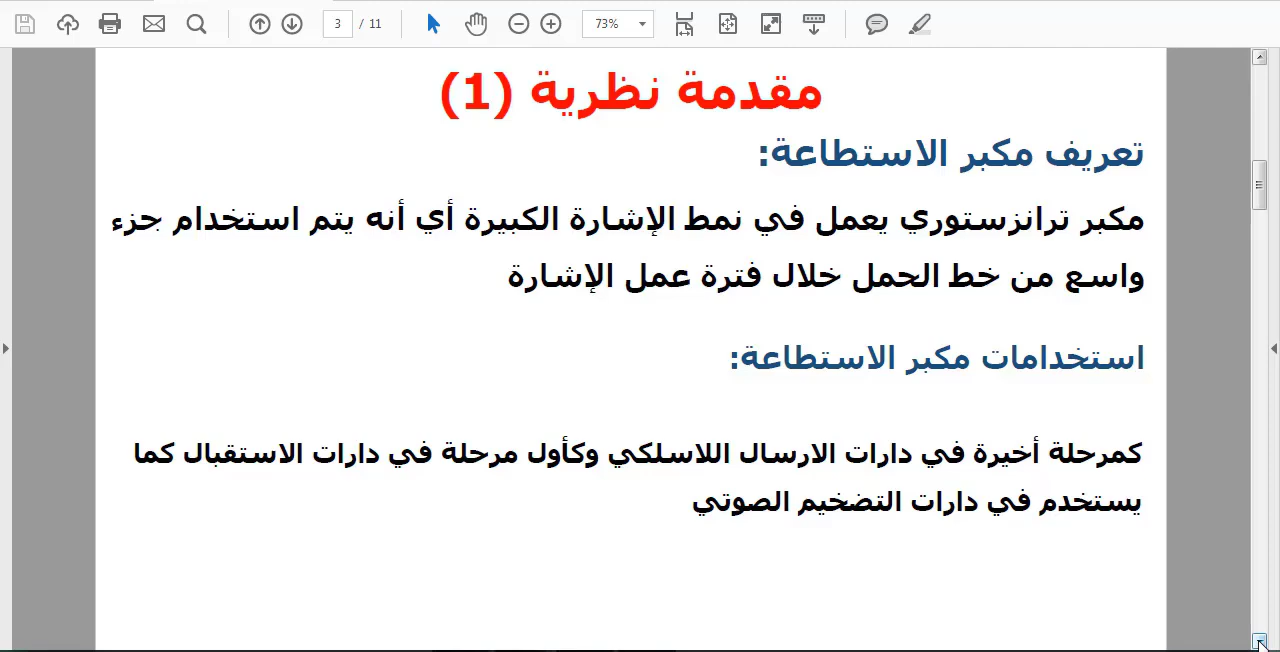 3 / 11
73%
مقدمة نظرية (1)
تعريف مكبر الاستطاعة:
مكبر ترانزستوري يعمل في نمط الإشارة الكبيرة أي أنه يتم استخدام جزء
واسع من خط الحمل خلال فترة عمل الإشارة
استخدامات مكبر الاستطاعة:
كمرحلة أخيرة في دارات الارسال اللاسلكي وكأول مرحلة في دارات الاستقبال كما
يستخدم في دارات التضخيم الصوتي